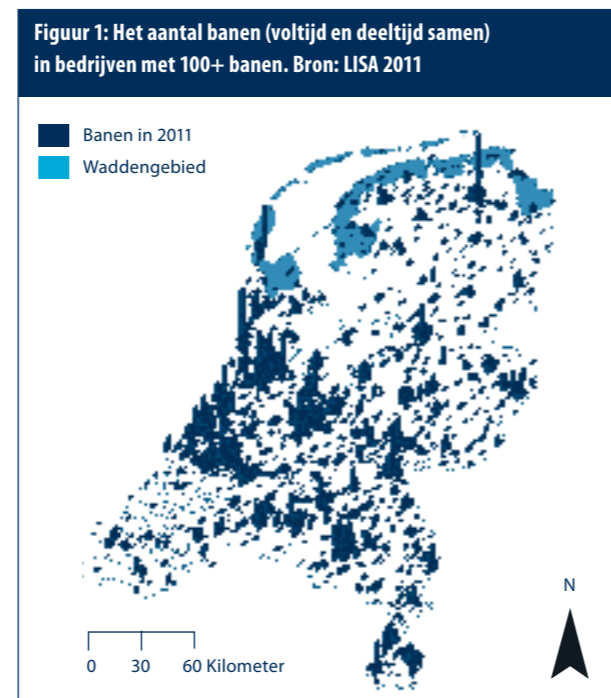 Figuur 1: Het aantal banen (voltijd en deeltijd samen)
in bedrijven met 100+ banen. Bron: LISA 2011
Banen in 2011
Waddengebied
N
0 30 60 Kilometer